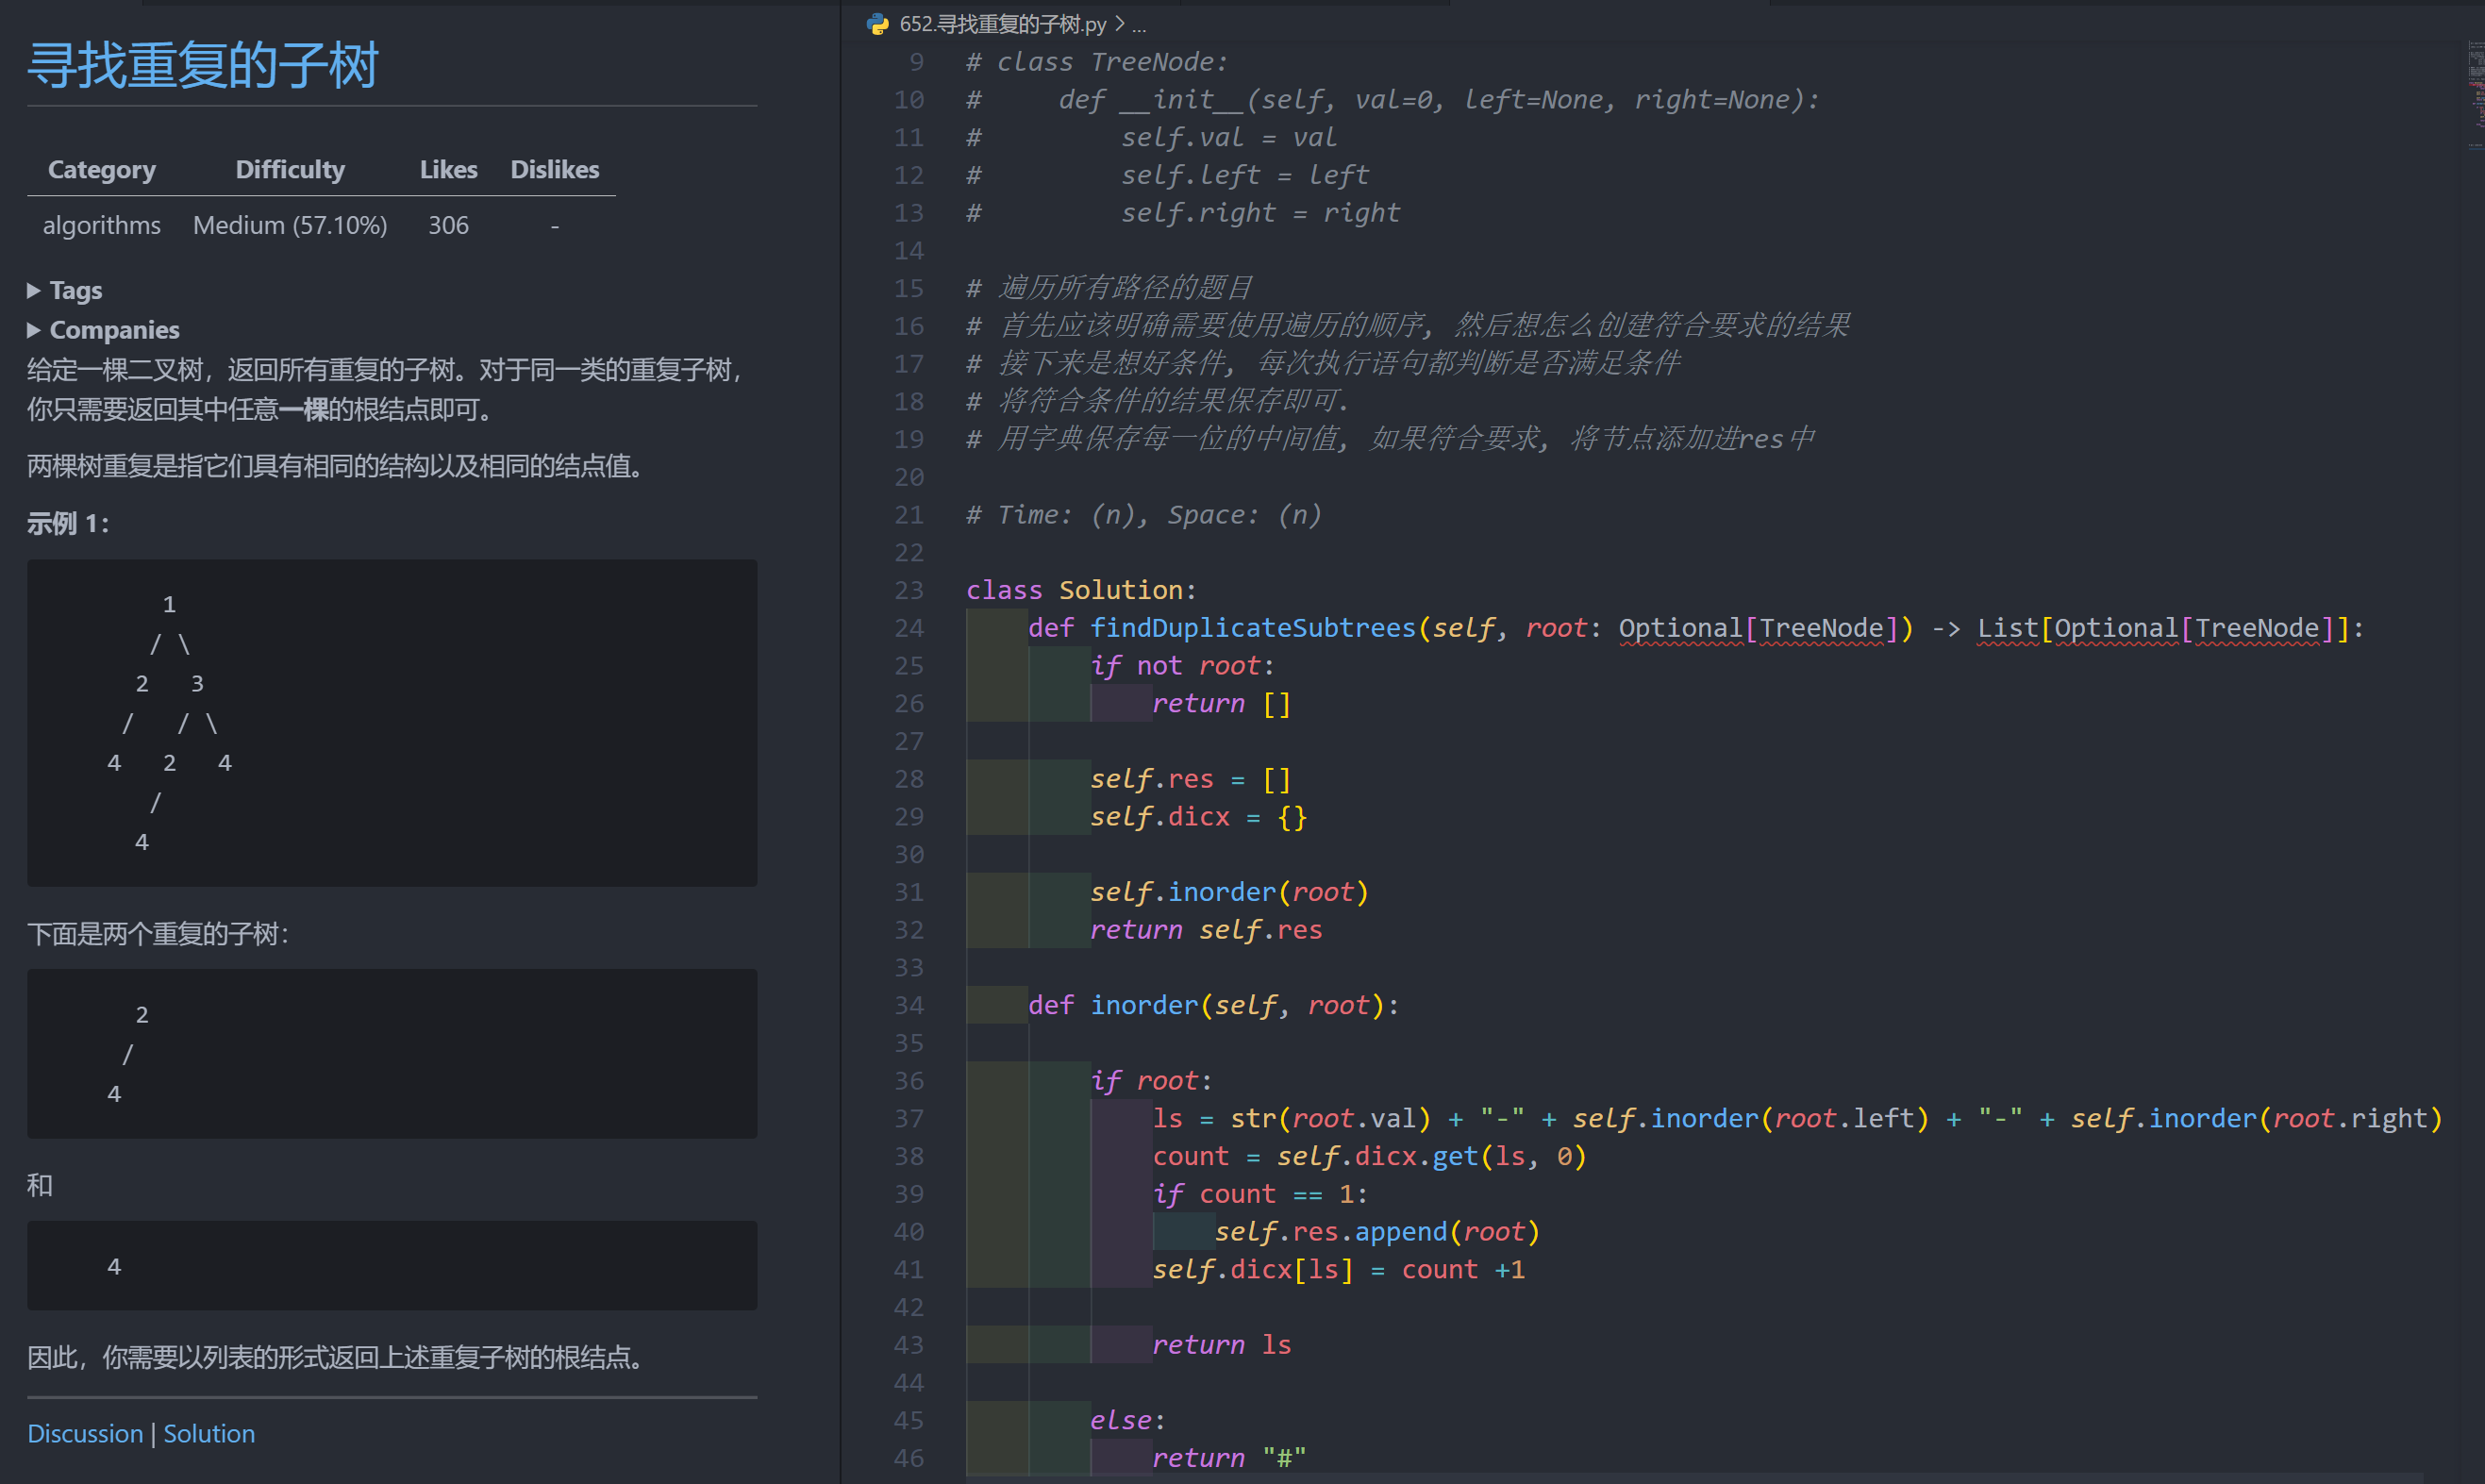 寻找重复的子树
Category Difficulty Likes Dislikes
algorithms Medium (57.10%) 306 -
▶ Tags
▶ Companies
给定一棵二叉树，返回所有重复的子树。对于同一类的重复子树，
你只需要返回其中任意一棵的根结点即可。
两棵树重复是指它们具有相同的结构以及相同的结点值。
示例 1：
1
/ \
2 3
/ / \
4 2 4
/
4
下面是两个重复的子树：
2
/
4
和
4
因此，你需要以列表的形式返回上述重复子树的根结点。
Discussion | Solution
652.寻找重复的子树.py > ...
9 # class TreeNode:
10 #     def __init__(self, val=0, left=None, right=None):
11 #         self.val = val
12 #         self.left = left
13 #         self.right = right
14
15 # 遍历所有路径的题目
16 # 首先应该明确需要使用遍历的顺序, 然后想怎么创建符合要求的结果
17 # 接下来是想好条件, 每次执行语句都判断是否满足条件
18 # 将符合条件的结果保存即可.
19 # 用字典保存每一位的中间值, 如果符合要求, 将节点添加进res中
20
21 # Time: (n), Space: (n)
22
23 class Solution:
24     def findDuplicateSubtrees(self, root: Optional[TreeNode]) -> List[Optional[TreeNode]]:
25         if not root:
26             return []
27
28         self.res = []
29         self.dicx = {}
30
31         self.inorder(root)
32         return self.res
33
34     def inorder(self, root):
35
36         if root:
37             ls = str(root.val) + "-" + self.inorder(root.left) + "-" + self.inorder(root.right)
38             count = self.dicx.get(ls, 0)
39             if count == 1:
40                 self.res.append(root)
41             self.dicx[ls] = count +1
42
43             return ls
44
45         else:
46             return "#"